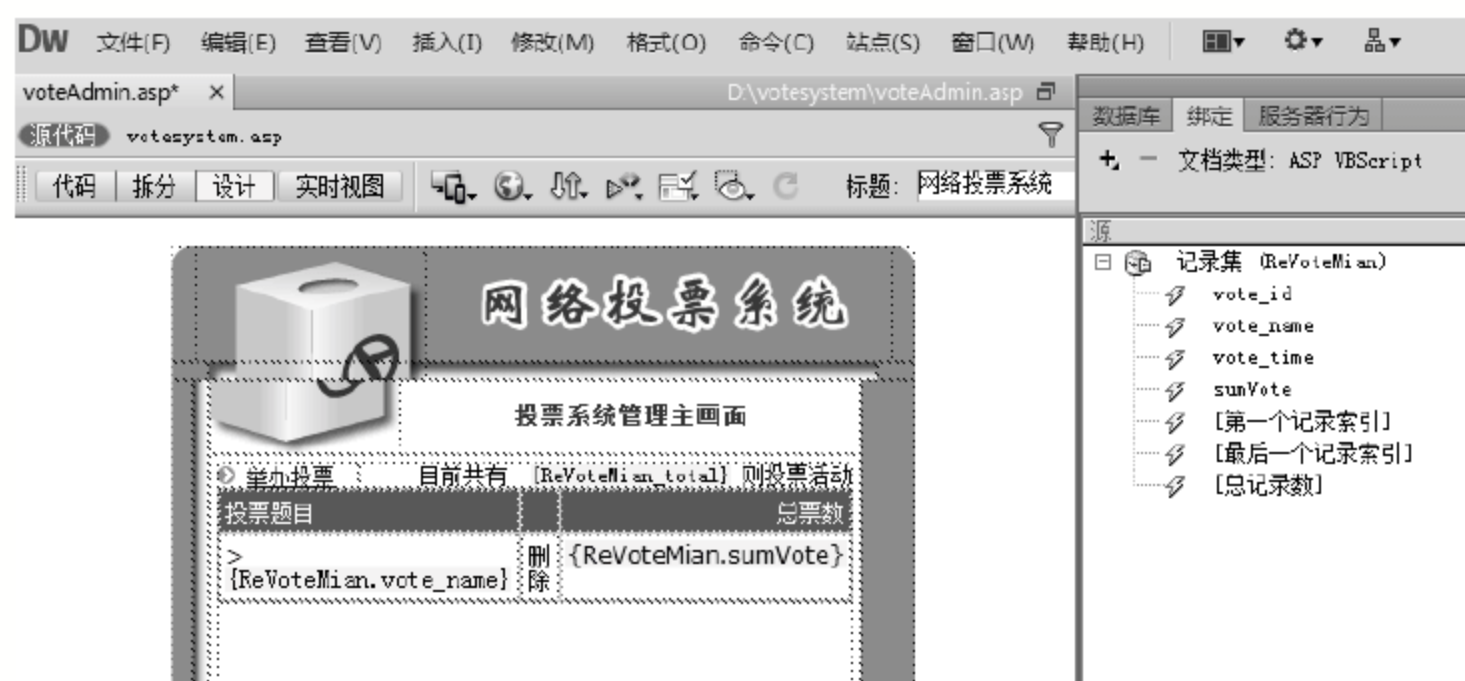 DW 文件(F) 编辑(E) 查看(V) 插入(I) 修改(M) 格式(O) 命令(C) 站点(S) 窗口(W) 帮助(H)
voteAdmin.asp* × D:\votesystem\voteAdmin.asp
源代码 votesystem.asp
代码 拆分 设计 实时视图 标题: 网络投票系统
网络投票系统
投票系统管理主画面
举办投票 目前共有 {ReVoteMian_total} 则投票活动
投票题目 总票数
> 删 {ReVoteMian.sumVote}
{ReVoteMian.vote_name} 除
数据库 绑定 服务器行为
+ - 文档类型: ASP VBScript
源
记录集 (ReVoteMian)
vote_id
vote_name
vote_time
sumVote
[第一个记录索引]
[最后一个记录索引]
[总记录数]